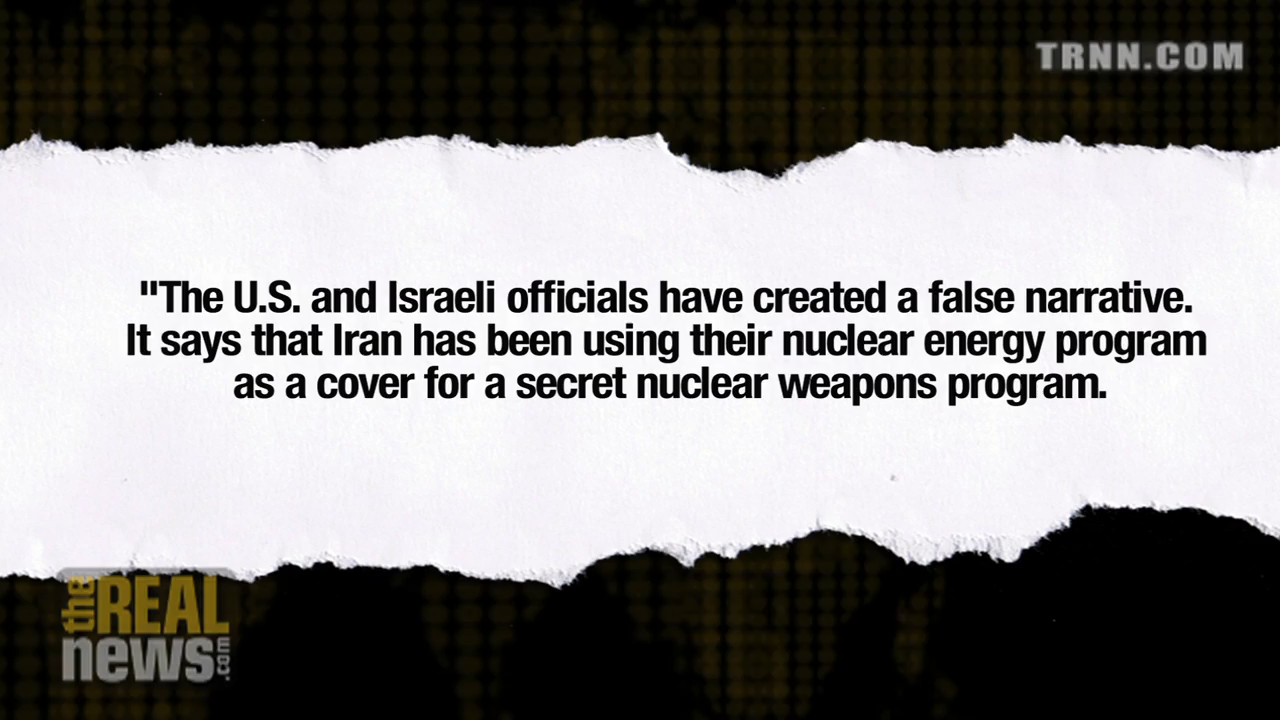 TRNN.COM
"The U.S. and Israeli officials have created a false narrative.
It says that Iran has been using their nuclear energy program
as a cover for a secret nuclear weapons program.
the REAL
news.com